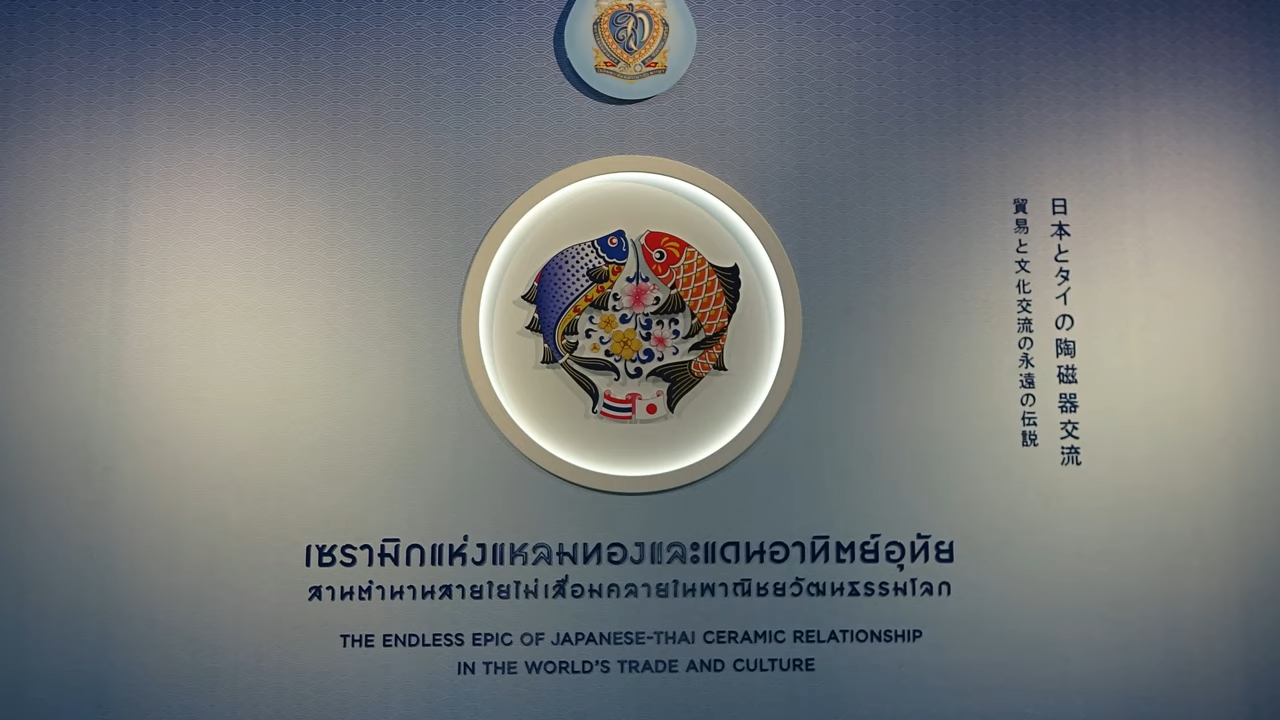 เซรามิกแห่งแหลมทองและแดนอาทิตย์อุทัย
สานตำนานสายใยไม่เสื่อมคลายในพาณิชยวัฒนธรรมโลก
THE ENDLESS EPIC OF JAPANESE-THAI CERAMIC RELATIONSHIP
IN THE WORLD'S TRADE AND CULTURE
日本とタイの陶磁器交流
貿易と文化交流の永遠の伝説